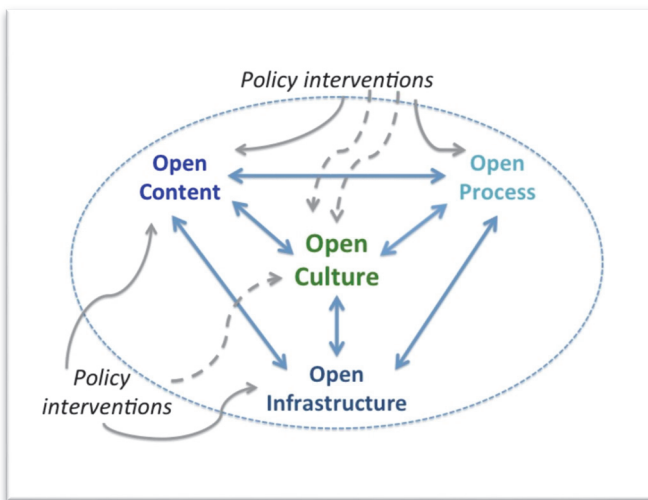 Policy interventions
Open
Content
Open
Process
Open
Culture
Open
Infrastructure
Policy
interventions